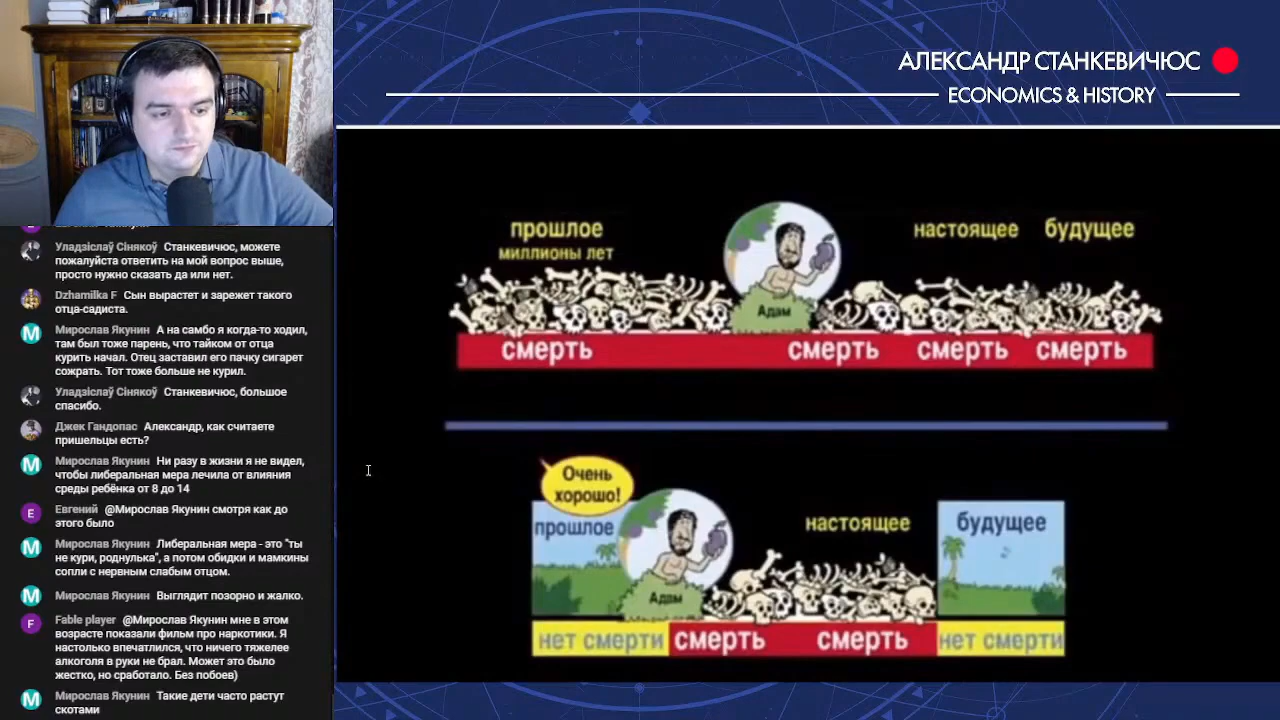 АЛЕКСАНДР СТАНКЕВИЧЮС
ECONOMICS & HISTORY
Уладзіслаў Сінякоў Станкевичюс, можете
пожалуйста ответить на мой вопрос выше,
просто нужно сказать да или нет.
Dzhamilka F Сын вырастет и зарежет такого
отца-садиста.
Мирослав Якунин А на самбо я когда-то ходил,
там был тоже парень, что тайком от отца
курить начал. Отец заставил его пачку сигарет
сожрать. Тот тоже больше не курил.
Уладзіслаў Сінякоў Станкевичюс, большое
спасибо.
Джек Гандопас Александр, как считаете
пришельцы есть?
Мирослав Якунин Ни разу в жизни я не видел,
чтобы либеральная мера лечила от влияния
среды ребёнка от 8 до 14
Евгений @Мирослав Якунин смотря как до
этого было
Мирослав Якунин Либеральная мера - это "ты
не кури, роднулька", а потом обидки и мамкины
сопли с нервным слабым отцом.
Мирослав Якунин Выглядит позорно и жалко.
Fable player @Мирослав Якунин мне в этом
возрасте показали фильм про наркотики. Я
настолько впечатлился, что ничего тяжелее
алкоголя в руки не брал. Может это было
жестко, но сработало. Без побоев)
Мирослав Якунин Такие дети часто растут
скотами
прошлое
миллионы лет
настоящее
будущее
Адам
смерть
смерть
смерть
смерть
Очень
хорошо!
прошлое
настоящее
будущее
Адам
нет смерти
смерть
смерть
нет смерти